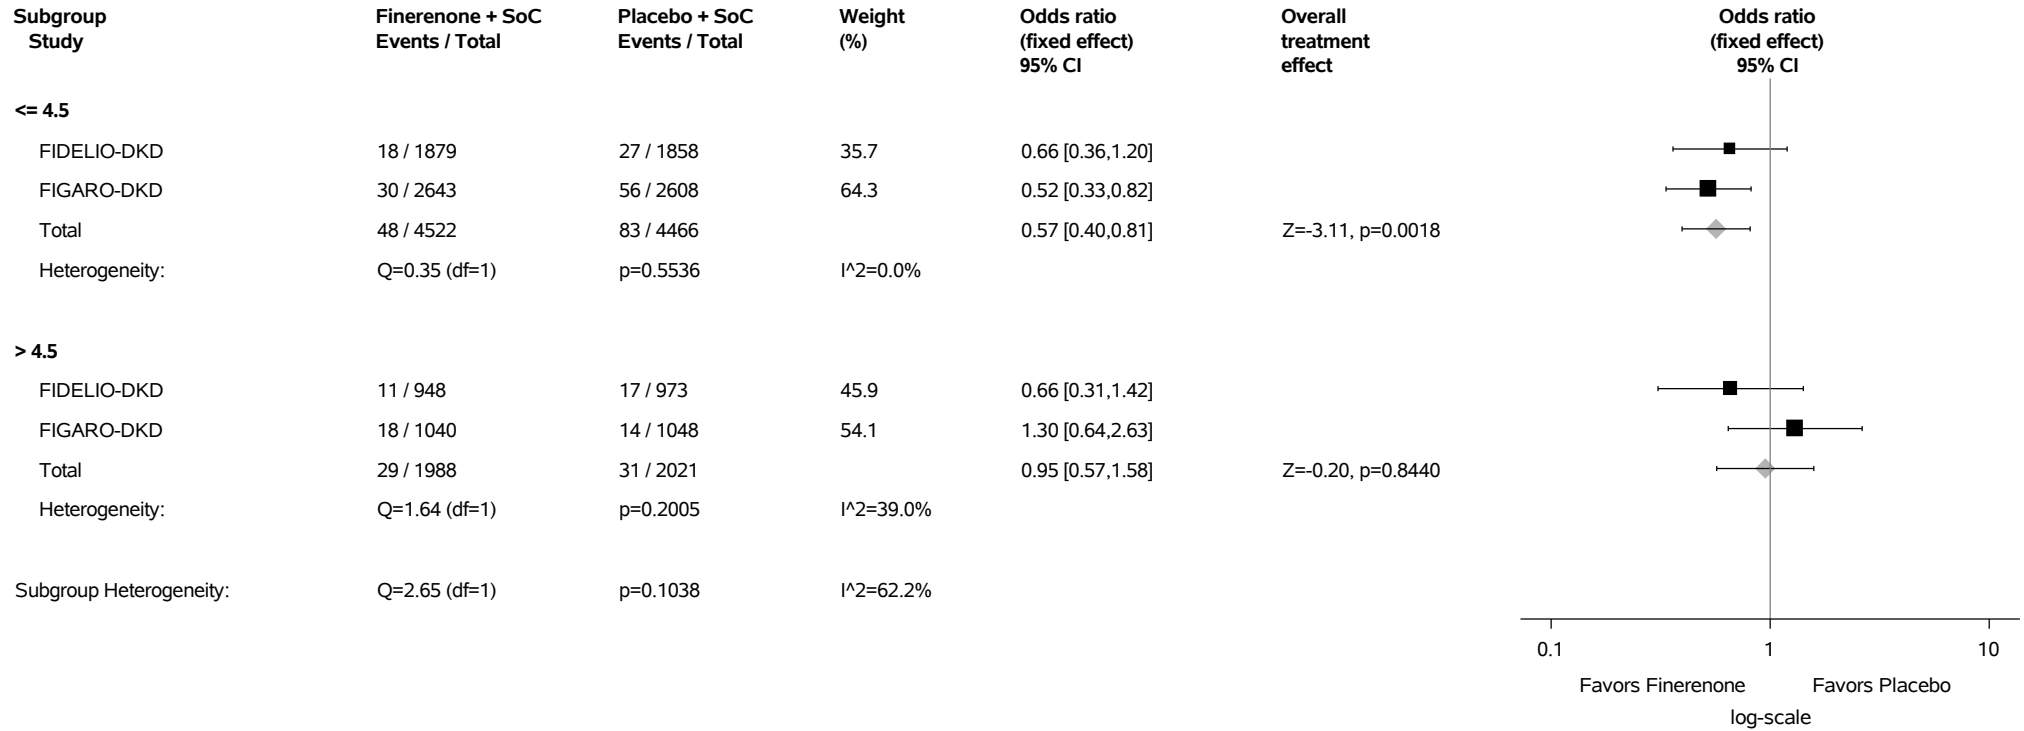 Subgroup Finerenone + SoC Placebo + SoC Weight Odds ratio Overall Odds ratio
Study Events / Total Events / Total (%) (fixed effect) treatment (fixed effect)
95% CI effect 95% CI
<= 4.5
FIDELIO-DKD 18 / 1879 27 / 1858 35.7 0.66 [0.36,1.20]
FIGARO-DKD 30 / 2643 56 / 2608 64.3 0.52 [0.33,0.82]
Total 48 / 4522 83 / 4466 0.57 [0.40,0.81] Z=-3.11, p=0.0018
Heterogeneity: Q=0.35 (df=1) p=0.5536 I^2=0.0%
> 4.5
FIDELIO-DKD 11 / 948 17 / 973 45.9 0.66 [0.31,1.42]
FIGARO-DKD 18 / 1040 14 / 1048 54.1 1.30 [0.64,2.63]
Total 29 / 1988 31 / 2021 0.95 [0.57,1.58] Z=-0.20, p=0.8440
Heterogeneity: Q=1.64 (df=1) p=0.2005 I^2=39.0%
Subgroup Heterogeneity: Q=2.65 (df=1) p=0.1038 I^2=62.2%
0.1 1 10
Favors Finerenone Favors Placebo
log-scale